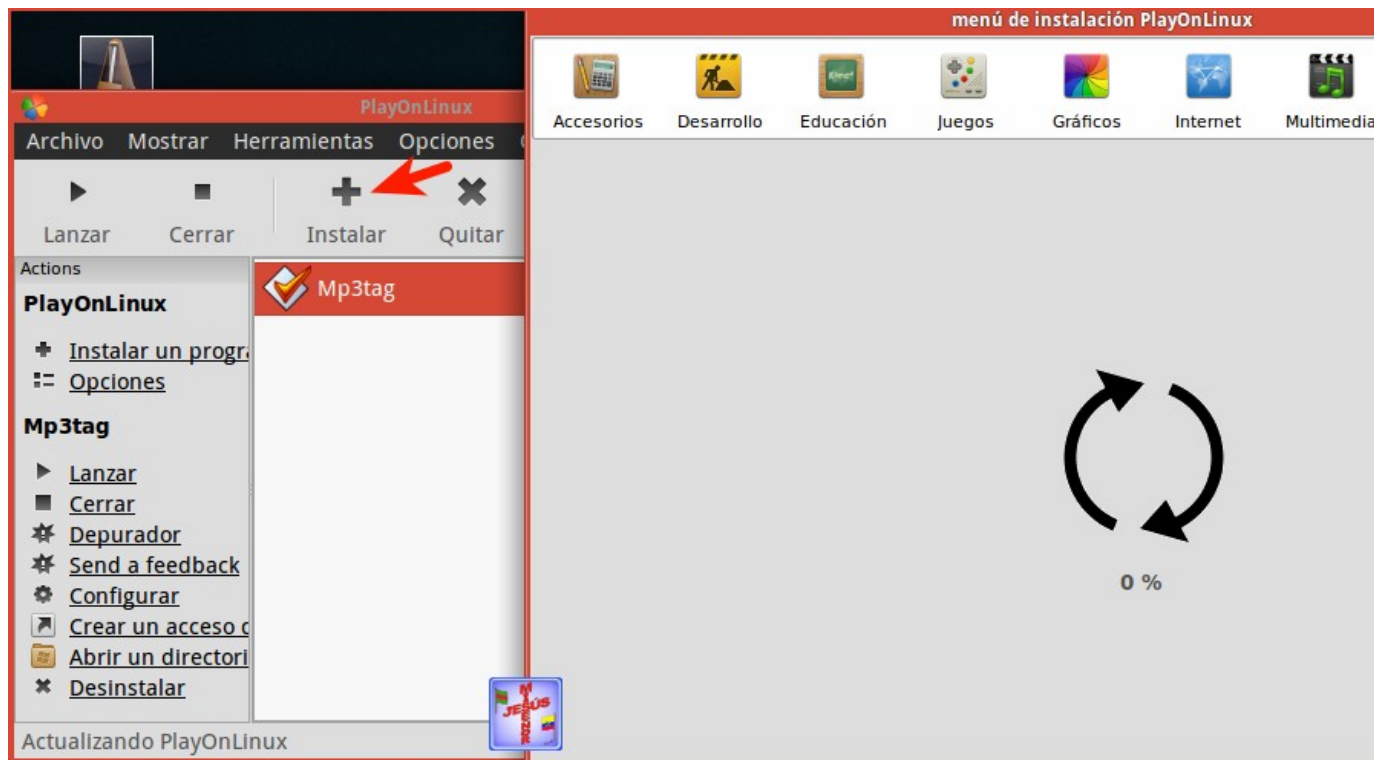 menú de instalación PlayOnLinux
Accesorios Desarrollo Educación Juegos Gráficos Internet Multimedia
PlayOnLinux
Archivo Mostrar Herramientas Opciones
Lanzar Cerrar Instalar Quitar
Actions
PlayOnLinux
Instalar un progra
Opciones
Mp3tag
Lanzar
Cerrar
Depurador
Send a feedback
Configurar
Crear un acceso d
Abrir un directori
Desinstalar
Mp3tag
0 %
JESÚS
Actualizando PlayOnLinux